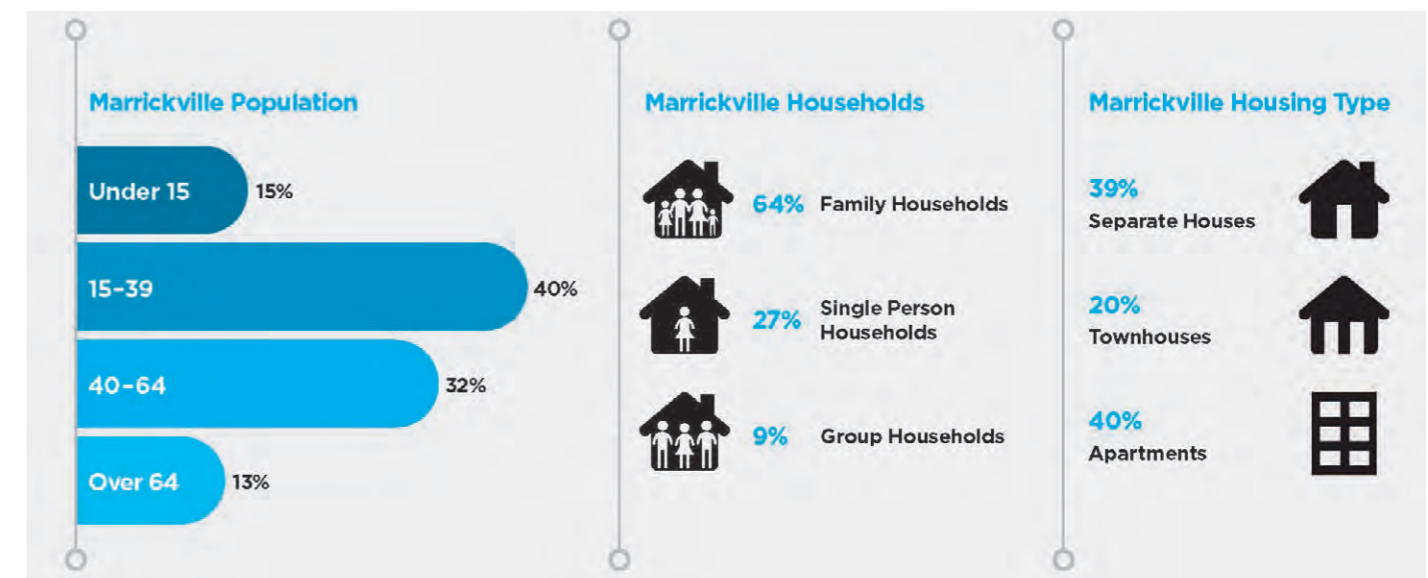 Marrickville Population
Under 15
15%
15–39
40%
40–64
32%
Over 64
13%
Marrickville Households
64%
Family Households
27%
Single Person
Households
9%
Group Households
Marrickville Housing Type
39%
Separate Houses
20%
Townhouses
40%
Apartments